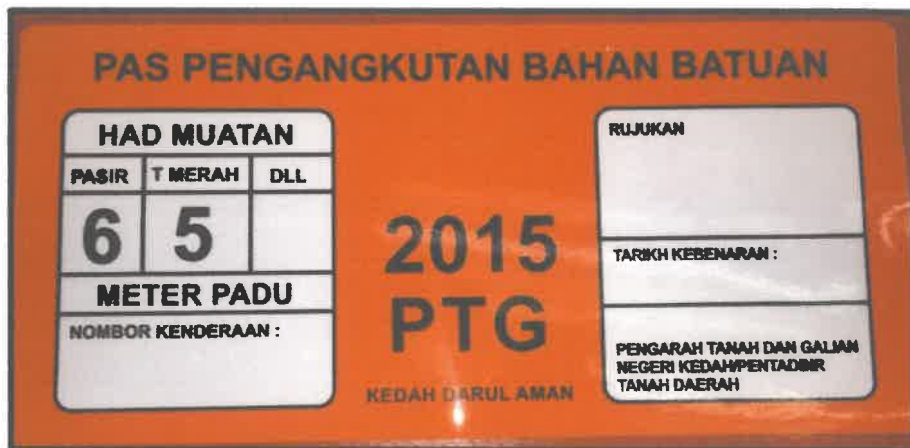 PAS PENGANGKUTAN BAHAN BATUAN
HAD MUATAN
PASIR T MERAH DLL
6 5
METER PADU
NOMBOR KENDERAAN :
2015
PTG
KEDAH DARUL AMAN
RUJUKAN
TARIKH KEBENARAN :
PENGARAH TANAH DAN GALIAN
NEGERI KEDAH/PENTADBIR
TANAH DAERAH